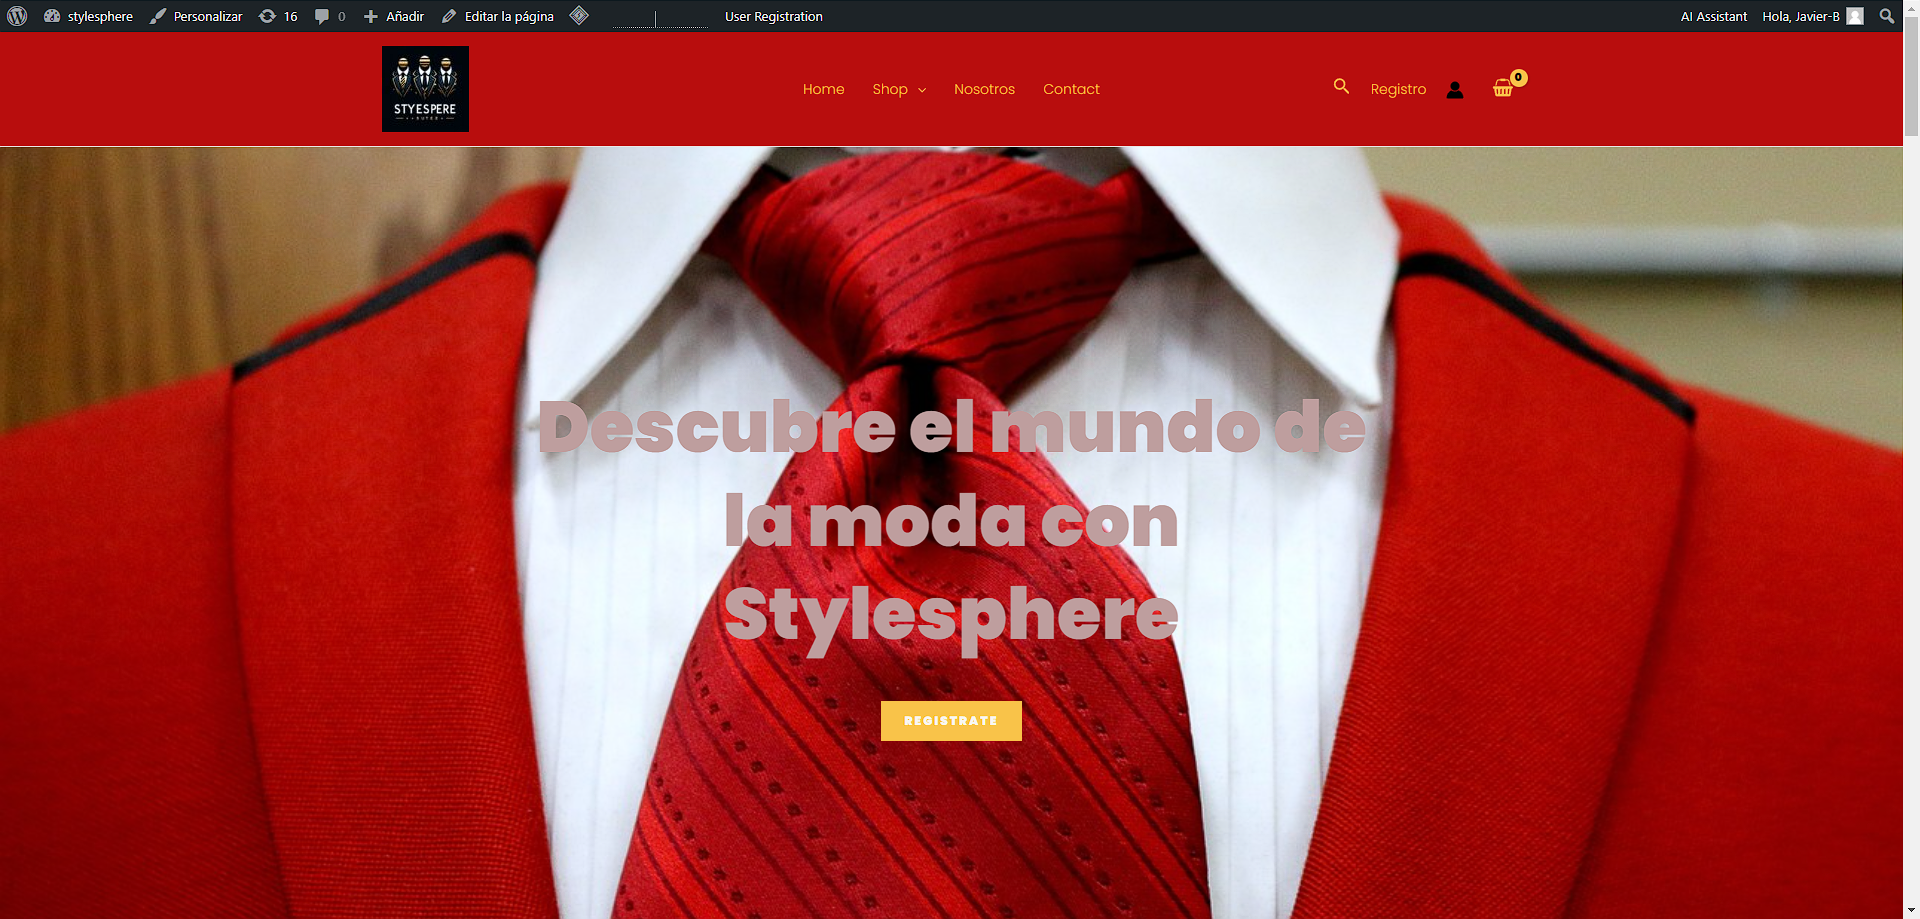 stylesphere Personalizar 16 0 Añadir Editar la página User Registration AI Assistant Hola, Javier-B
STYESPERE
Home Shop Nosotros Contact Registro 0
Descubre el mundo de
la moda con
Stylesphere
REGISTRATE